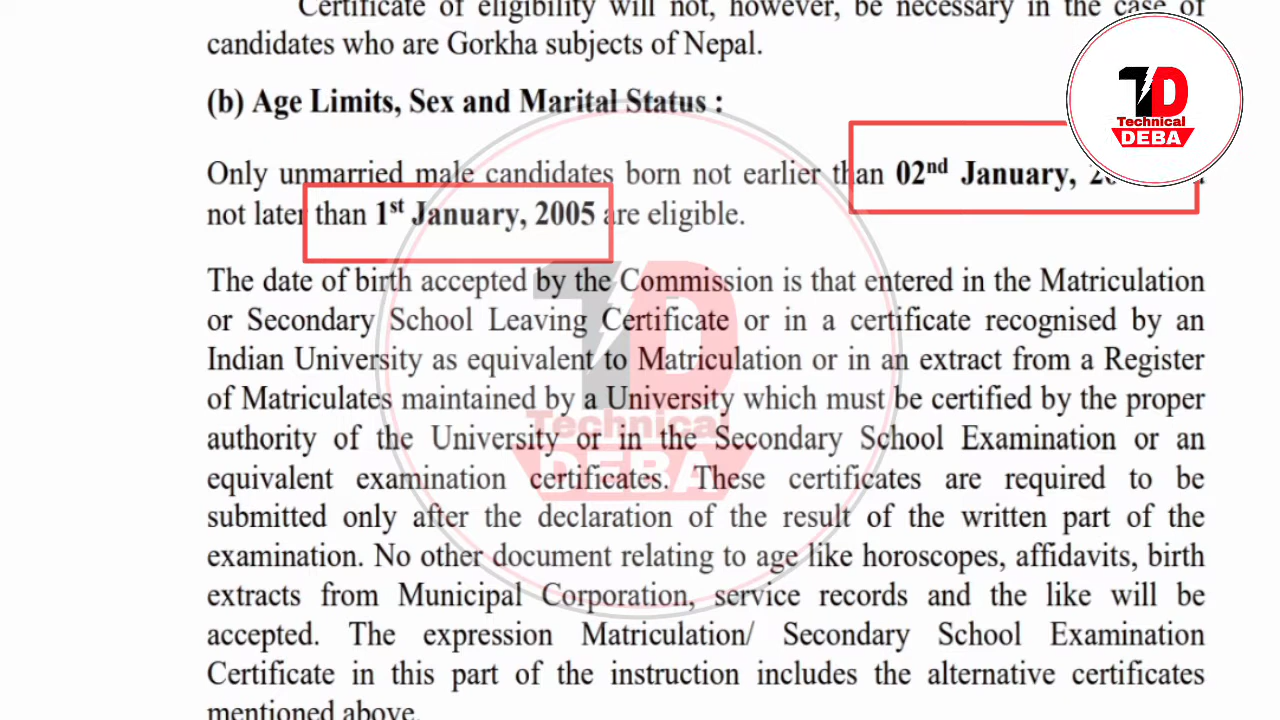 Certificate of eligibility will not, however, be necessary in the case of
candidates who are Gorkha subjects of Nepal.
(b) Age Limits, Sex and Marital Status :
Only unmarried male candidates born not earlier than 02nd January,
not later than 1st January, 2005 are eligible.
The date of birth accepted by the Commission is that entered in the Matriculation
or Secondary School Leaving Certificate or in a certificate recognised by an
Indian University as equivalent to Matriculation or in an extract from a Register
of Matriculates maintained by a University which must be certified by the proper
authority of the University or in the Secondary School Examination or an
equivalent examination certificates. These certificates are required to be
submitted only after the declaration of the result of the written part of the
examination. No other document relating to age like horoscopes, affidavits, birth
extracts from Municipal Corporation, service records and the like will be
accepted. The expression Matriculation/ Secondary School Examination
Certificate in this part of the instruction includes the alternative certificates
mentioned above.
TD
Technical
DEBA
TD
Technical
DEBA